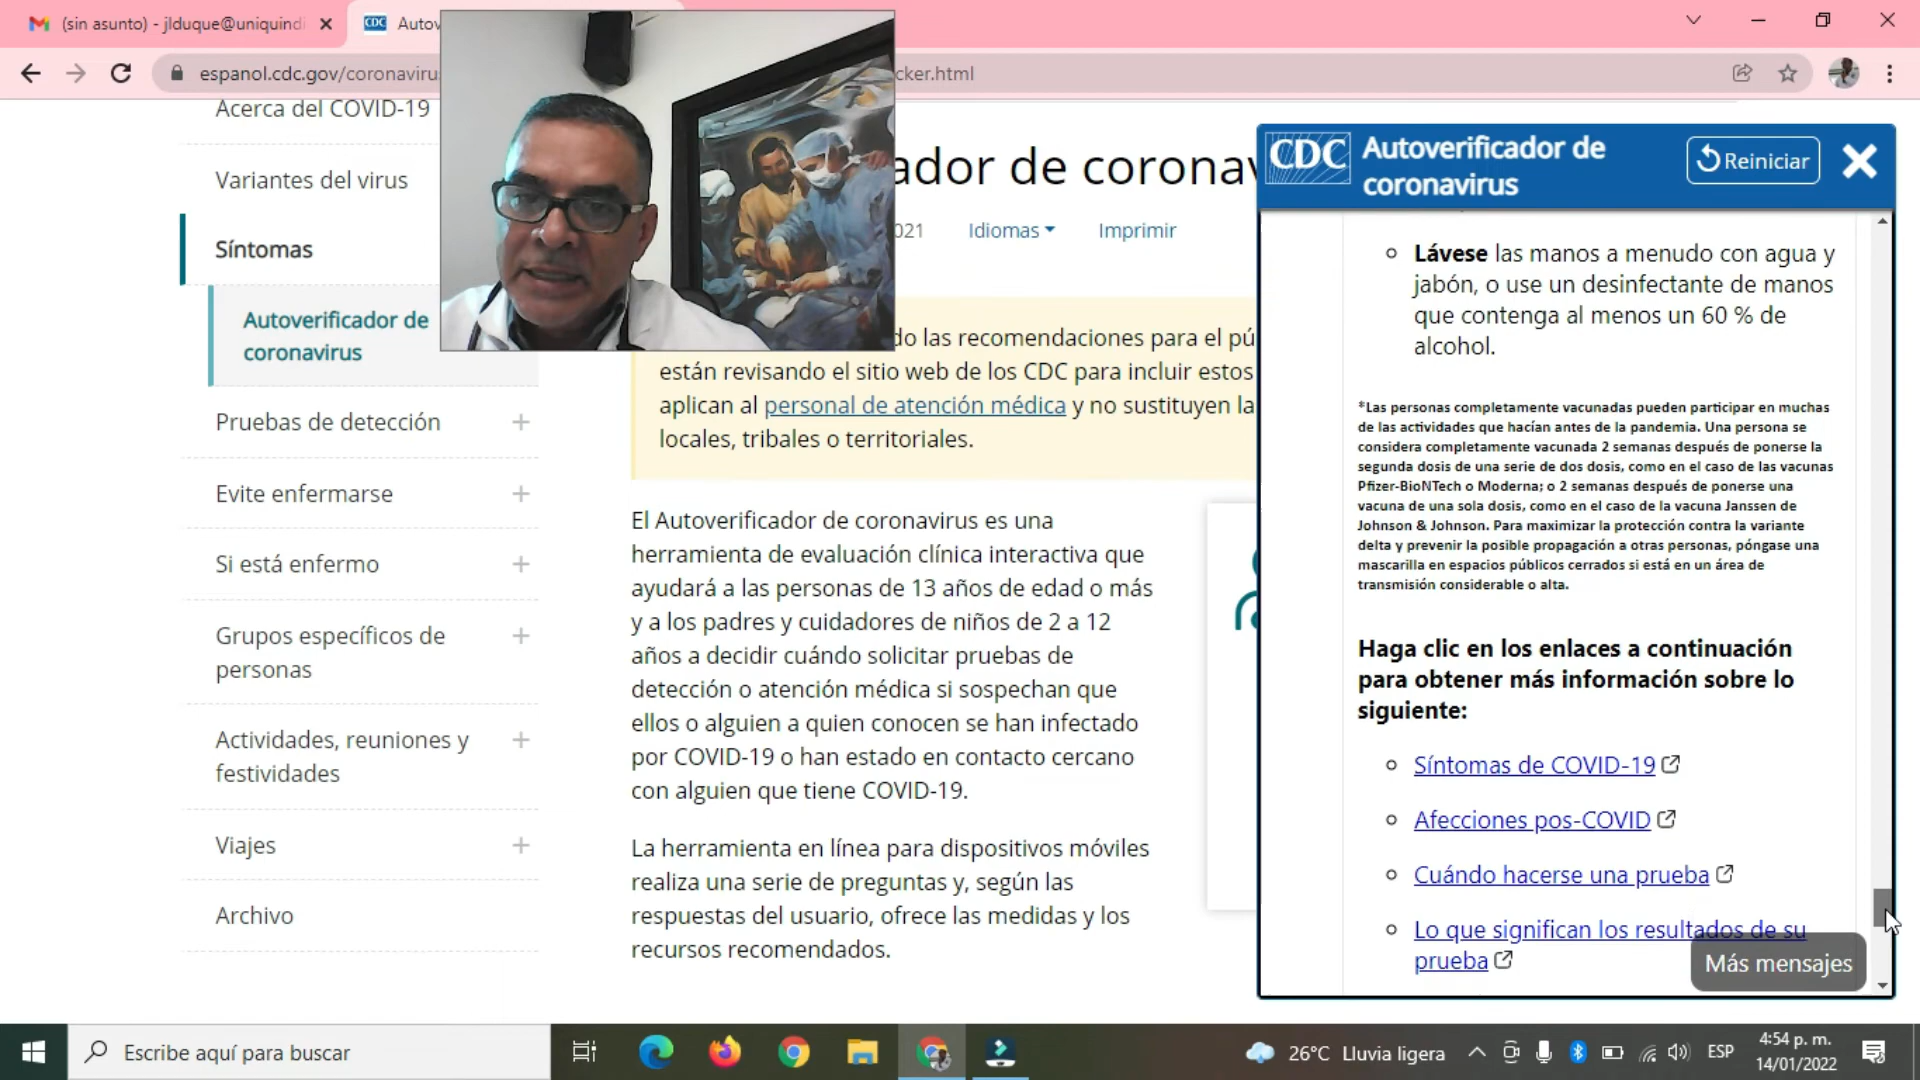 (sin asunto) - jlduque@uniquindi
CDC
Autov
espanol.cdc.gov/coronaviru
cker.html
Acerca del COVID-19
Variantes del virus
Síntomas
Autoverificador de
coronavirus
Pruebas de detección
Evite enfermarse
Si está enfermo
Grupos específicos de
personas
Actividades, reuniones y
festividades
Viajes
Archivo
ador de coronav
021
Idiomas
Imprimir
do las recomendaciones para el pú
están revisando el sitio web de los CDC para incluir estos
aplican al personal de atención médica y no sustituyen la
locales, tribales o territoriales.
El Autoverificador de coronavirus es una
herramienta de evaluación clínica interactiva que
ayudará a las personas de 13 años de edad o más
y a los padres y cuidadores de niños de 2 a 12
años a decidir cuándo solicitar pruebas de
detección o atención médica si sospechan que
ellos o alguien a quien conocen se han infectado
por COVID-19 o han estado en contacto cercano
con alguien que tiene COVID-19.
La herramienta en línea para dispositivos móviles
realiza una serie de preguntas y, según las
respuestas del usuario, ofrece las medidas y los
recursos recomendados.
CDC
Autoverificador de
coronavirus
Reiniciar
Lávese las manos a menudo con agua y
jabón, o use un desinfectante de manos
que contenga al menos un 60 % de
alcohol.
*Las personas completamente vacunadas pueden participar en muchas
de las actividades que hacían antes de la pandemia. Una persona se
considera completamente vacunada 2 semanas después de ponerse la
segunda dosis de una serie de dos dosis, como en el caso de las vacunas
Pfizer-BioNTech o Moderna; o 2 semanas después de ponerse una
vacuna de una sola dosis, como en el caso de la vacuna Janssen de
Johnson & Johnson. Para maximizar la protección contra la variante
delta y prevenir la posible propagación a otras personas, póngase una
mascarilla en espacios públicos cerrados si está en un área de
transmisión considerable o alta.
Haga clic en los enlaces a continuación
para obtener más información sobre lo
siguiente:
Síntomas de COVID-19
Afecciones pos-COVID
Cuándo hacerse una prueba
Lo que significan los resultados de su
prueba
Más mensajes
Escribe aquí para buscar
26°C Lluvia ligera
ESP
4:54 p. m.
14/01/2022